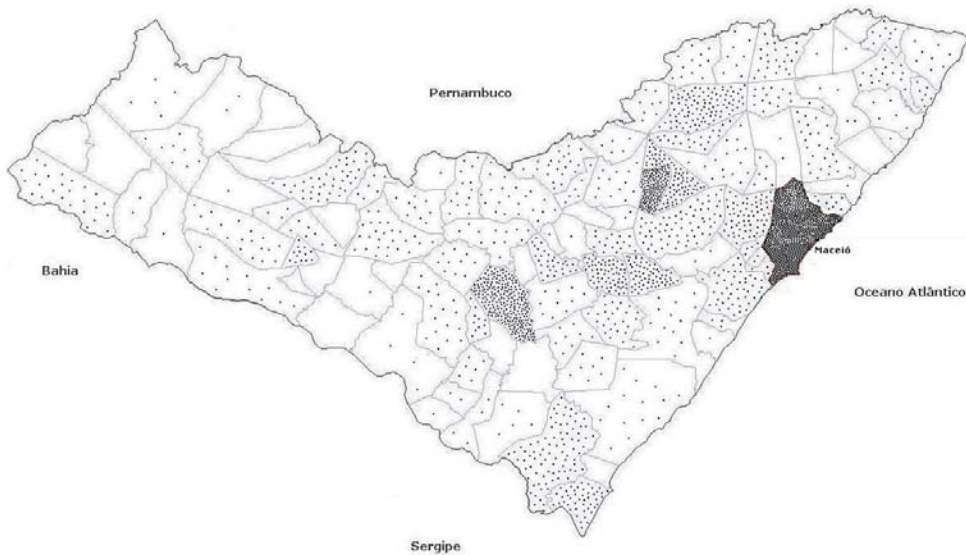 Pernambuco
Maceió
Bahia
Oceano Atlântico
Sergipe